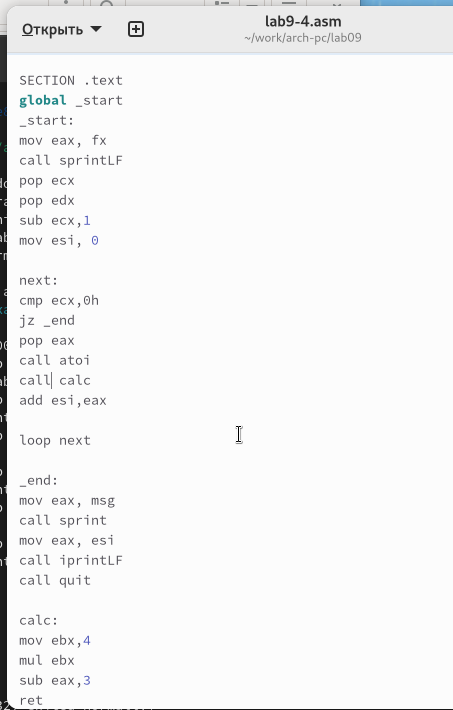 lab9-4.asm
Открыть
~/work/arch-pc/lab09
SECTION .text
global _start
_start:
mov eax, fx
call sprintLF
pop ecx
pop edx
sub ecx,1
mov esi, 0
next:
cmp ecx,0h
jz _end
pop eax
call atoi
call calc
add esi,eax
loop next
_end:
mov eax, msg
call sprint
mov eax, esi
call iprintLF
call quit
calc:
mov ebx,4
mul ebx
sub eax,3
ret